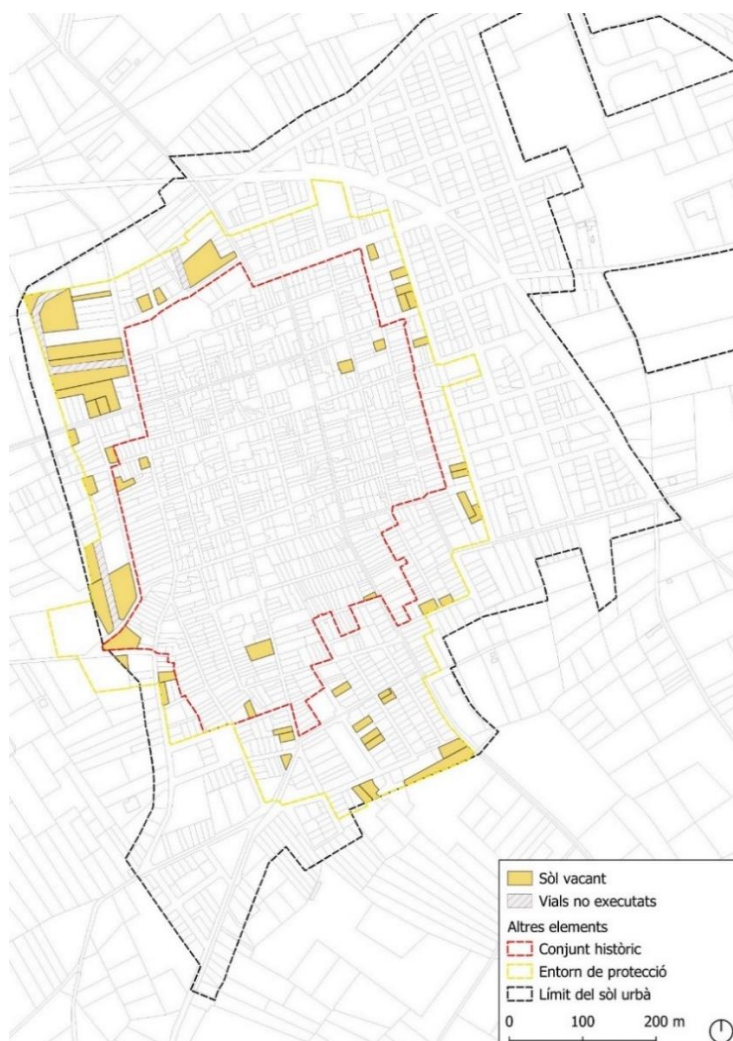 Sòl vacant
Vials no executats
Altres elements
Conjunt històric
Entorn de protecció
Límit del sòl urbà
0 100 200 m